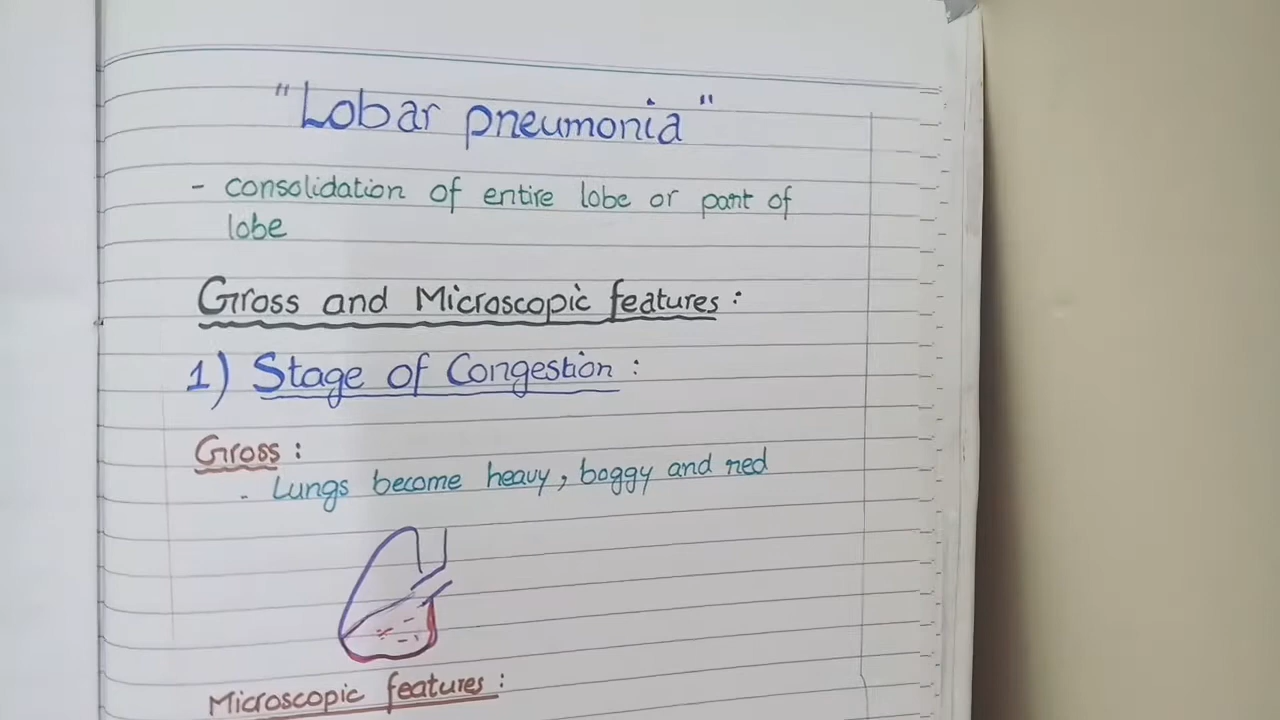 "Lobar pneumonia"
- consolidation of entire lobe or part of
lobe
Gross and Microscopic features :
1) Stage of Congestion :
Gross :
- Lungs become heavy, boggy and red
Microscopic features :